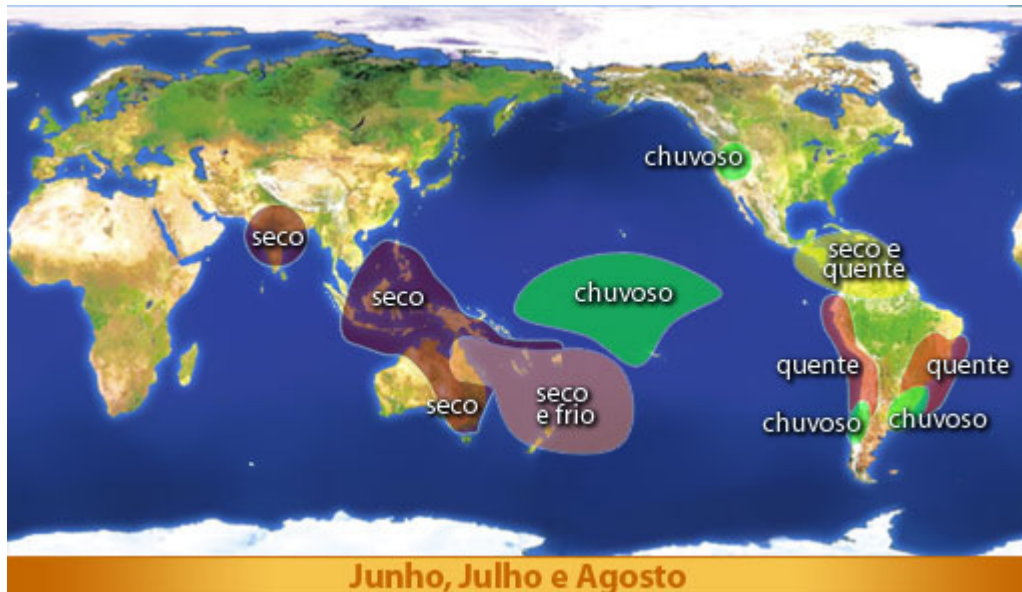 chuvoso
seco
seco e
quente
seco
chuvoso
quente
quente
seco
seco
e frio
chuvoso
chuvoso
Junho, Julho e Agosto